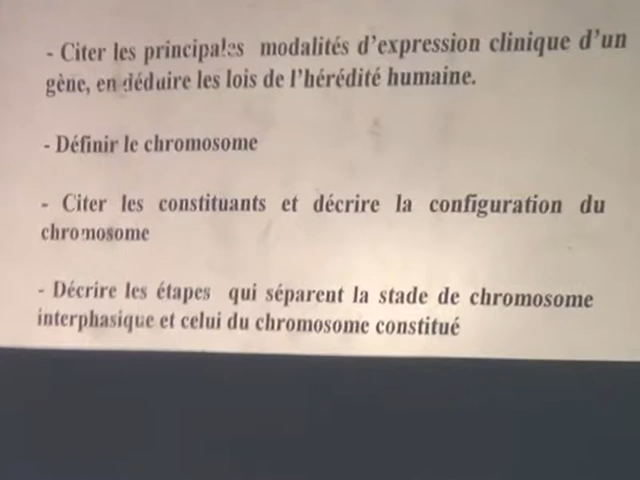 - Citer les principales modalités d'expression clinique d'un
gène, en déduire les lois de l'hérédité humaine.
- Définir le chromosome
- Citer les constituants et décrire la configuration du
chromosome
- Décrire les étapes qui séparent la stade de chromosome
interphasique et celui du chromosome constitué